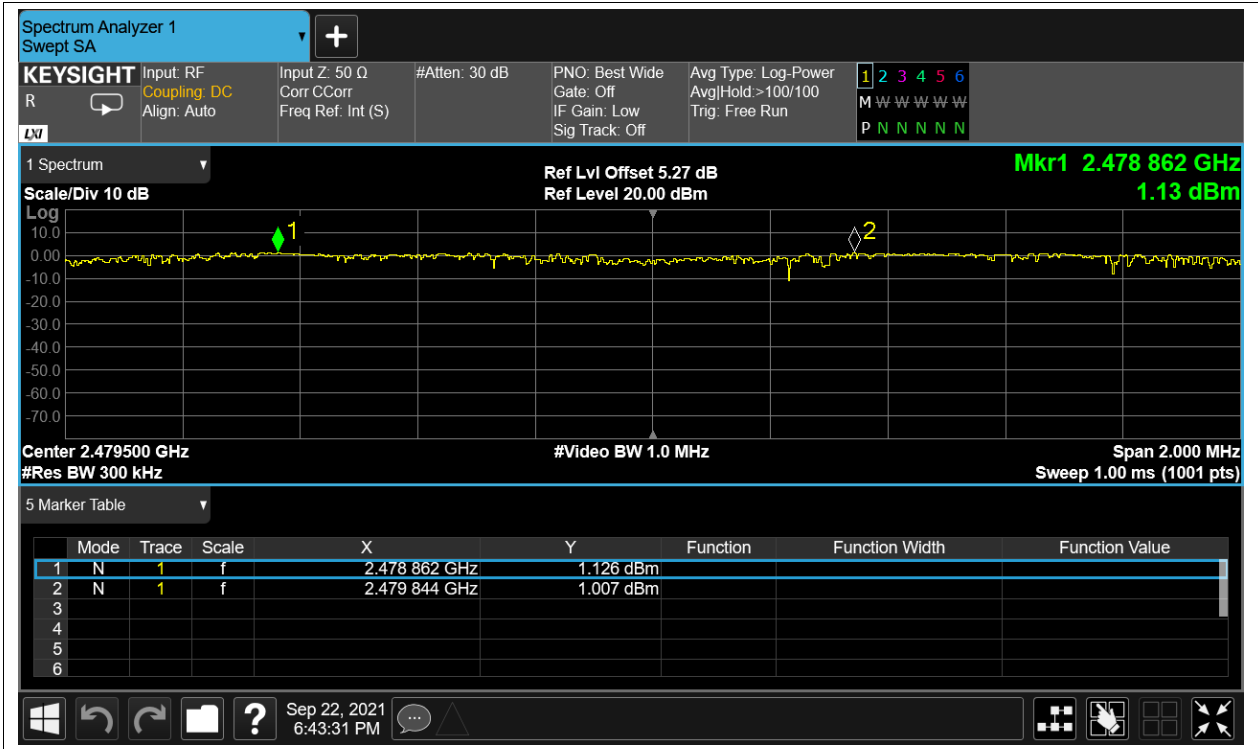 Spectrum Analyzer 1
Swept SA
KEYSIGHT
R
LXI
Input: RF
Coupling: DC
Align: Auto
Input Z: 50 Ω
Corr CCorr
Freq Ref: Int (S)
#Atten: 30 dB
PNO: Best Wide
Gate: Off
IF Gain: Low
Sig Track: Off
Avg Type: Log-Power
Avg|Hold:>100/100
Trig: Free Run
1 2 3 4 5 6
M W W W W W
P N N N N N
1 Spectrum
Scale/Div 10 dB
Ref Lvl Offset 5.27 dB
Ref Level 20.00 dBm
Mkr1 2.478 862 GHz
1.13 dBm
Log
10.0
0.00
-10.0
-20.0
-30.0
-40.0
-50.0
-60.0
-70.0
1
2
Center 2.479500 GHz
#Res BW 300 kHz
#Video BW 1.0 MHz
Span 2.000 MHz
Sweep 1.00 ms (1001 pts)
5 Marker Table
Mode Trace Scale X Y Function Function Width Function Value
1 N 1 f 2.478 862 GHz 1.126 dBm
2 N 1 f 2.479 844 GHz 1.007 dBm
3
4
5
6
?
Sep 22, 2021
6:43:31 PM